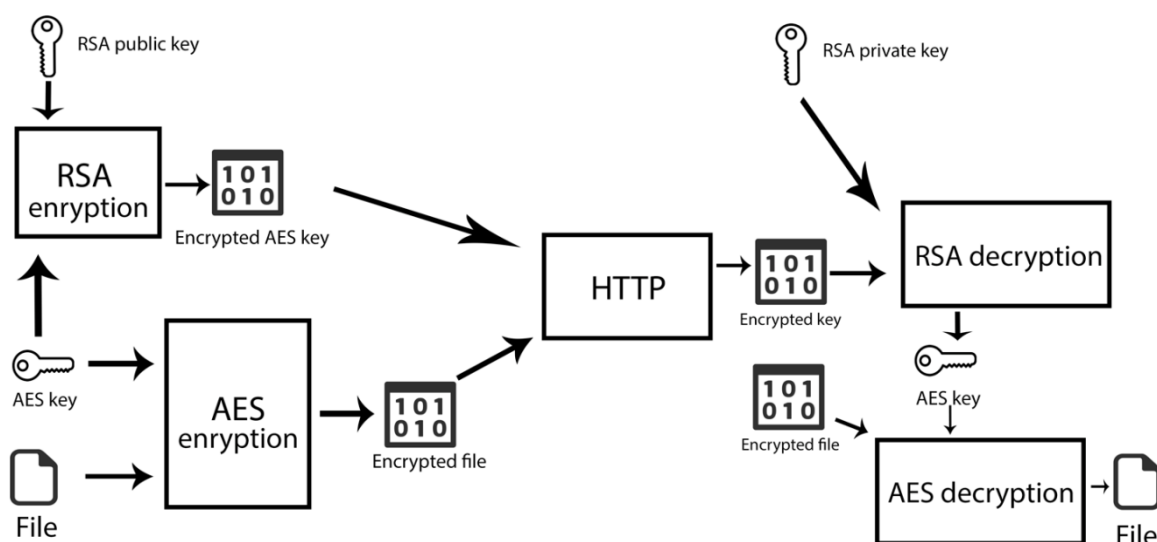 RSA public key
RSA private key
RSA
enryption
101
010
Encrypted AES key
HTTP
101
010
Encrypted key
RSA decryption
AES key
AES
enryption
101
010
Encrypted file
101
010
Encrypted file
AES key
AES decryption
File
File